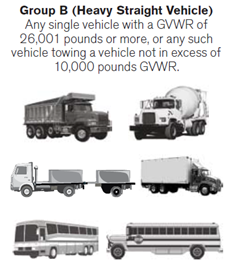 Group B (Heavy Straight Vehicle)
Any single vehicle with a GVWR of
26,001 pounds or more, or any such
vehicle towing a vehicle not in excess of
10,000 pounds GVWR.